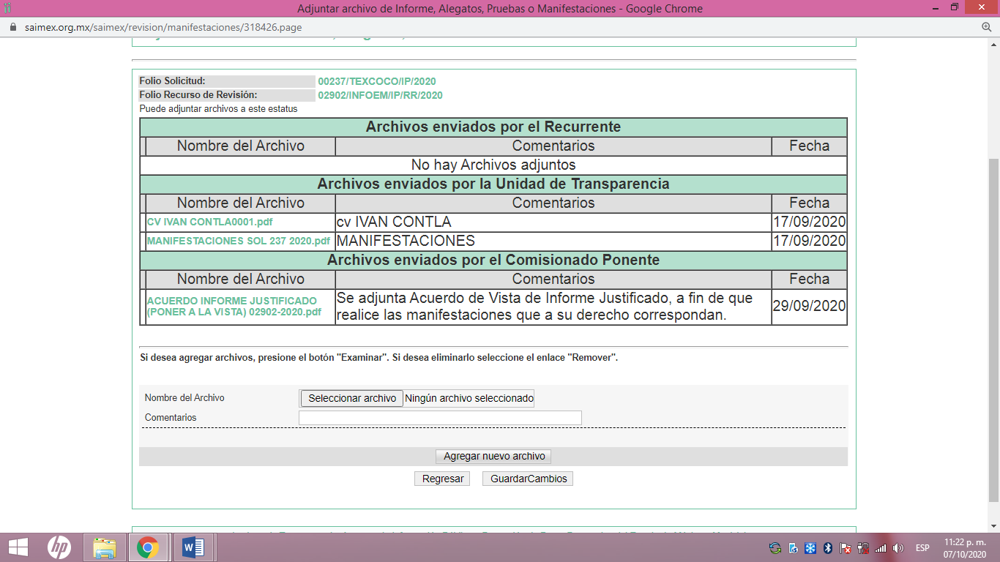 Adjuntar archivo de Informe, Alegatos, Pruebas o Manifestaciones - Google Chrome
saimex.org.mx/saimex/revision/manifestaciones/318426.page
Folio Solicitud: 00237/TEXCOCO/IP/2020
Folio Recurso de Revisión: 02902/INFOEM/IP/RR/2020
Puede adjuntar archivos a este estatus
Archivos enviados por el Recurrente
Nombre del Archivo Comentarios Fecha
No hay Archivos adjuntos
Archivos enviados por la Unidad de Transparencia
Nombre del Archivo Comentarios Fecha
CV IVAN CONTLA0001.pdf cv IVAN CONTLA 17/09/2020
MANIFESTACIONES SOL 237 2020.pdf MANIFESTACIONES 17/09/2020
Archivos enviados por el Comisionado Ponente
Nombre del Archivo Comentarios Fecha
ACUERDO INFORME JUSTIFICADO (PONER A LA VISTA) 02902-2020.pdf
Se adjunta Acuerdo de Vista de Informe Justificado, a fin de que
realice las manifestaciones que a su derecho correspondan.
29/09/2020
Si desea agregar archivos, presione el botón "Examinar". Si desea eliminarlo seleccione el enlace "Remover".
Nombre del Archivo Seleccionar archivo Ningún archivo seleccionado
Comentarios
Agregar nuevo archivo
Regresar GuardarCambios
hp
ESP
11:22 p. m.
07/10/2020